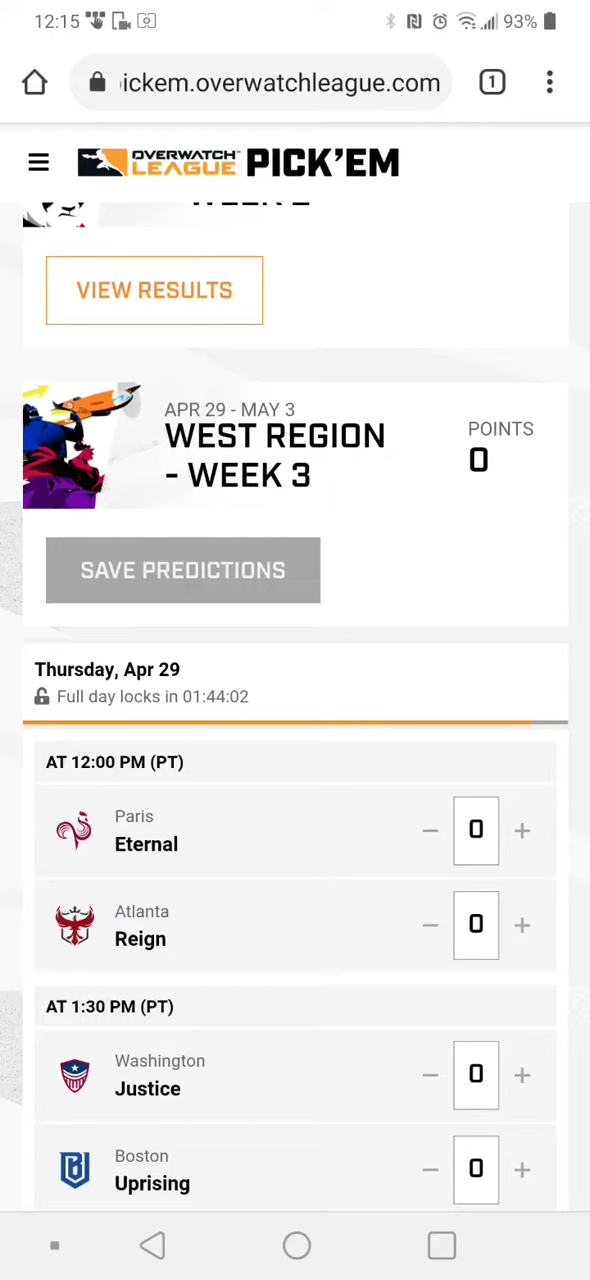 12:15
93%
ickem.overwatchleague.com
1
OVERWATCH
LEAGUE
PICK'EM
VIEW RESULTS
APR 29 - MAY 3
WEST REGION
- WEEK 3
POINTS
0
SAVE PREDICTIONS
Thursday, Apr 29
Full day locks in 01:44:02
AT 12:00 PM (PT)
Paris
Eternal
− 0 +
Atlanta
Reign
− 0 +
AT 1:30 PM (PT)
Washington
Justice
− 0 +
Boston
Uprising
− 0 +